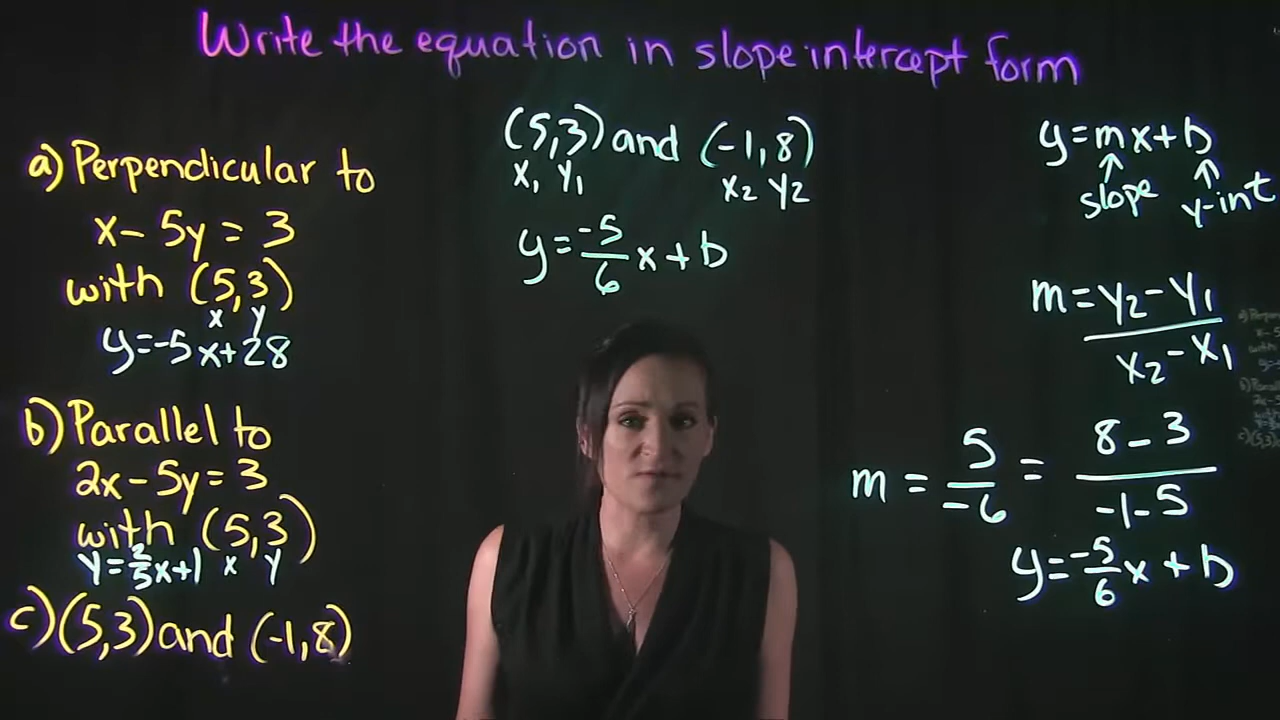 Write the equation in slope intercept form
a) Perpendicular to
x - 5y = 3
with (5,3)
x y
y=-5x+28
b) Parallel to
2x - 5y = 3
with (5,3)
y=2/5x+1 x y
c) (5,3) and (-1,8)
(5,3) and (-1,8)
x1 y1 x2 y2
y=-5/6x+b
y=mx+b
slope y-int
m=y2-y1/x2-x1
m = 5/-6 = 8-3/-1-5
y=-5/6x+b